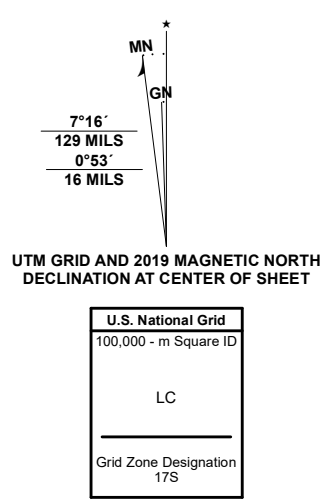 MN
GN
7°16´
129 MILS
0°53´
16 MILS
UTM GRID AND 2019 MAGNETIC NORTH
DECLINATION AT CENTER OF SHEET
U.S. National Grid
100,000 - m Square ID
LC
Grid Zone Designation
17S